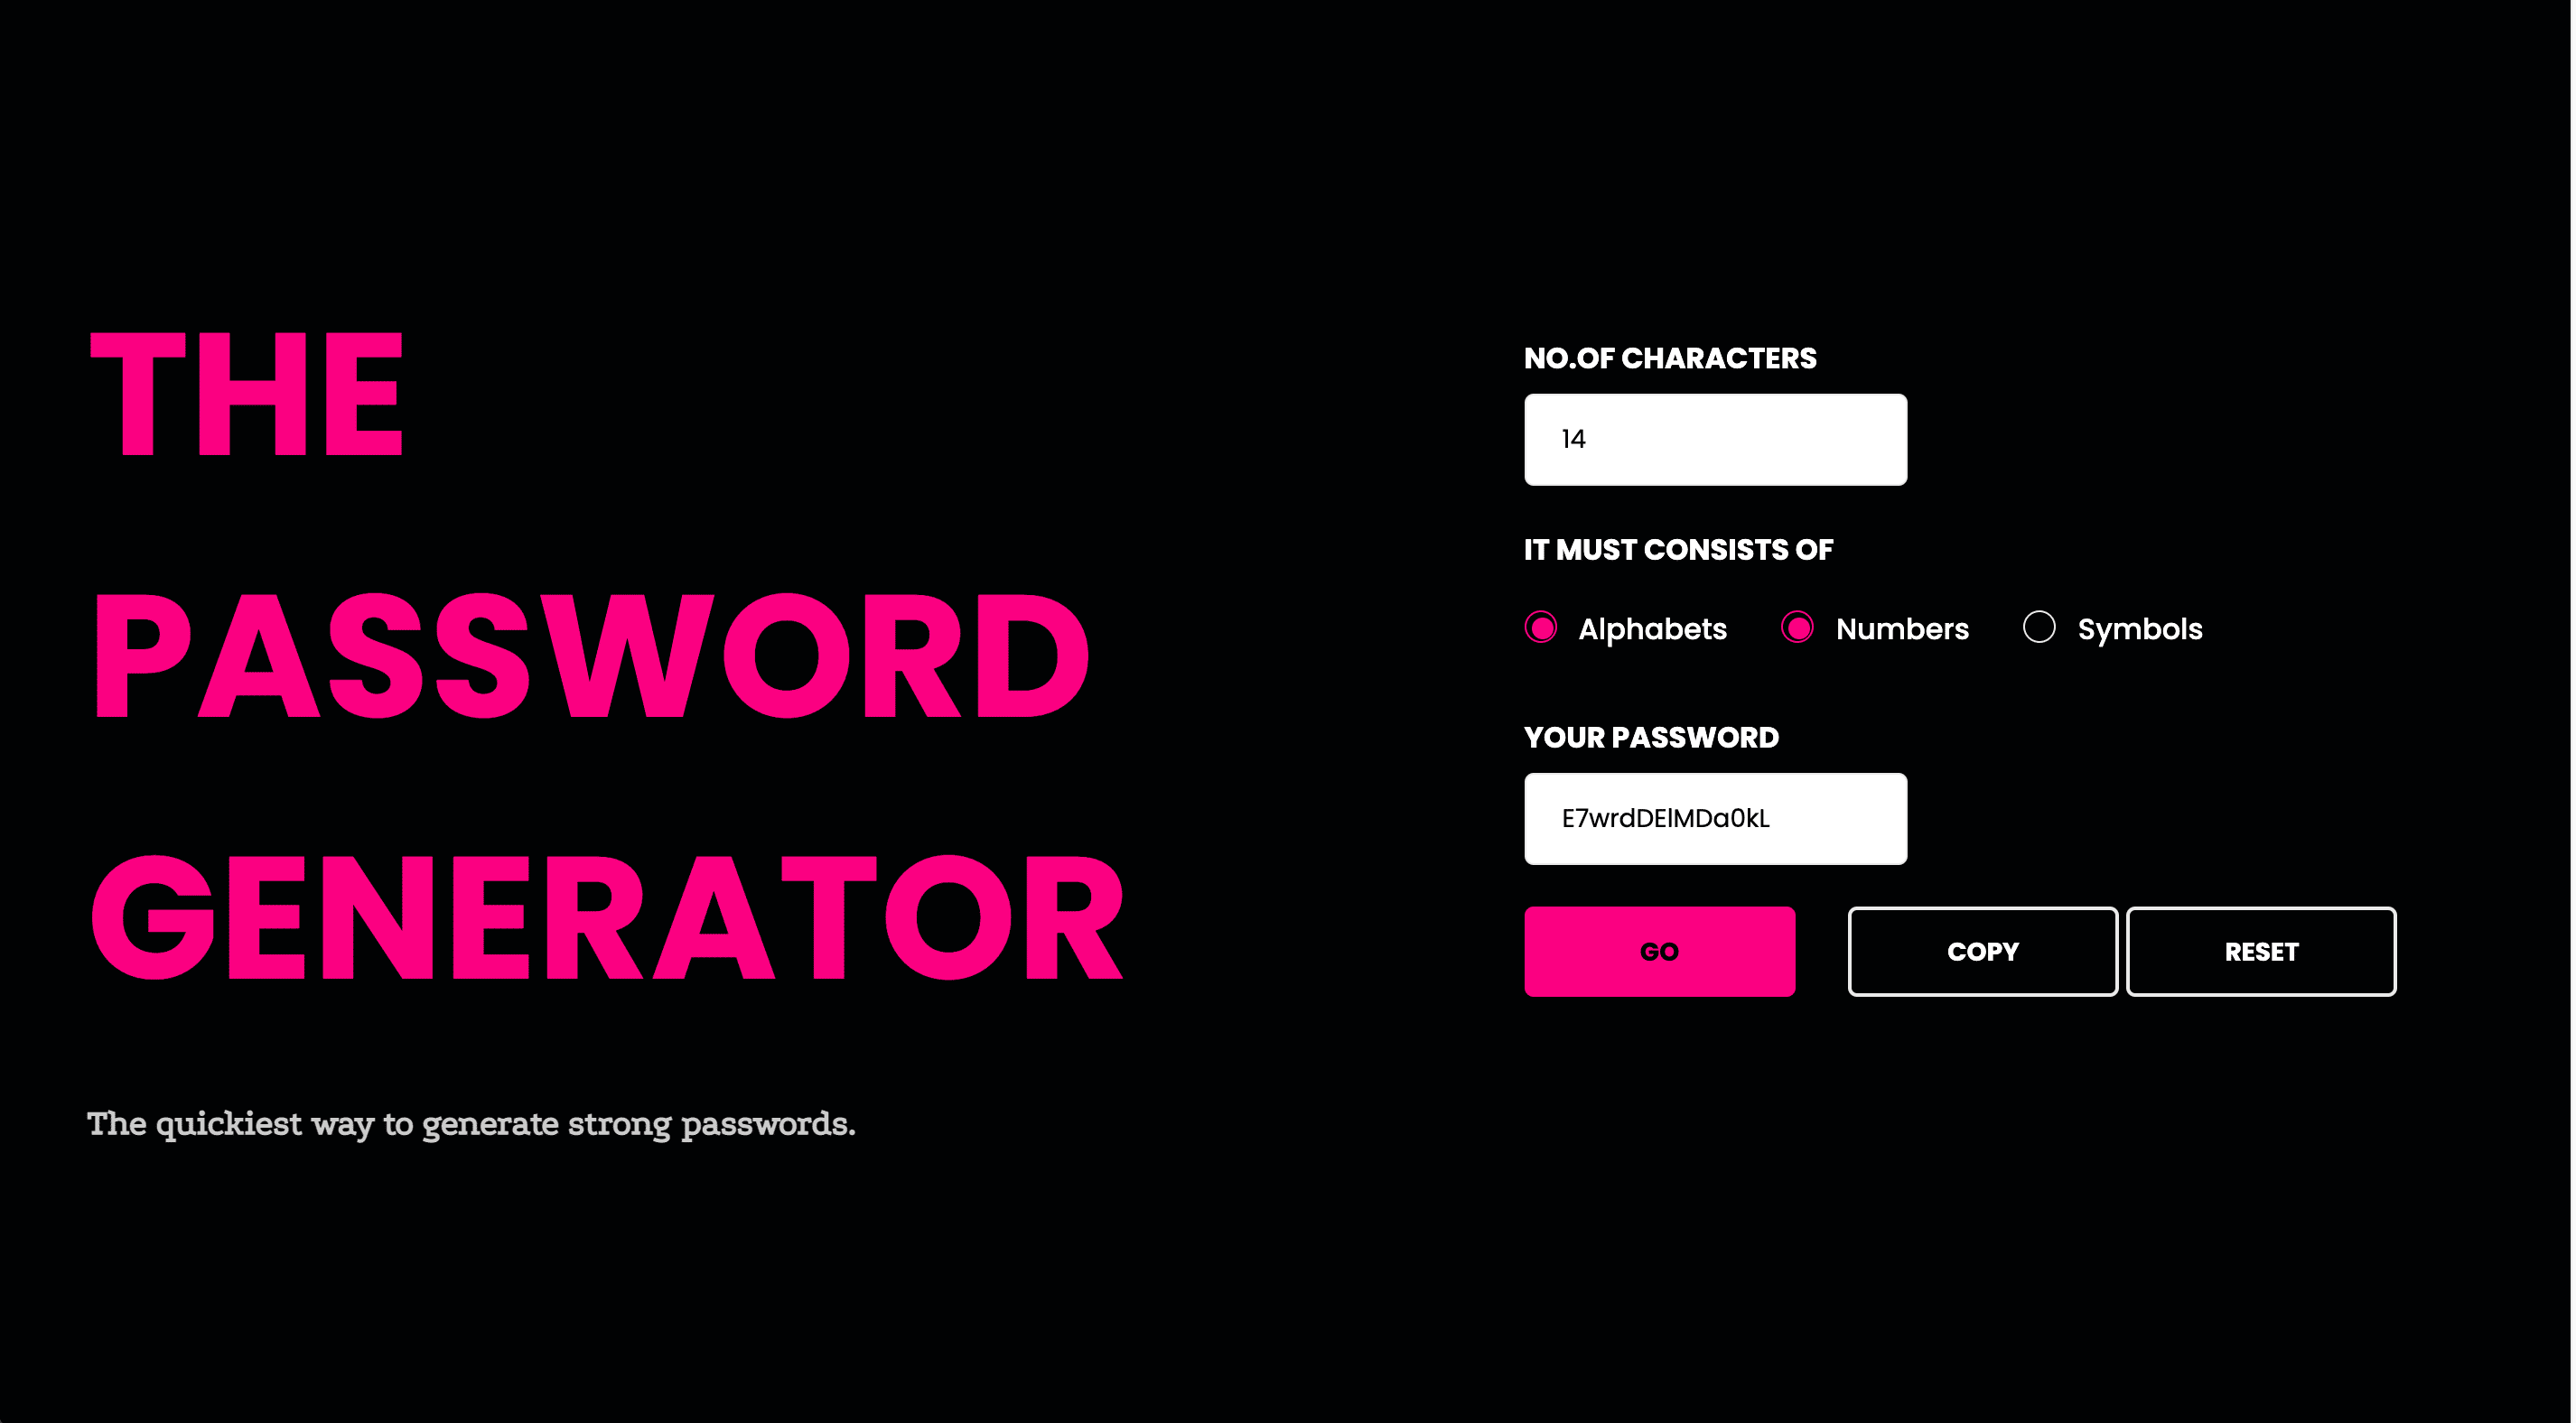 THE
PASSWORD
GENERATOR
The quickiest way to generate strong passwords.
NO.OF CHARACTERS
14
IT MUST CONSISTS OF
Alphabets Numbers Symbols
YOUR PASSWORD
E7wrdDElMDa0kL
GO COPY RESET